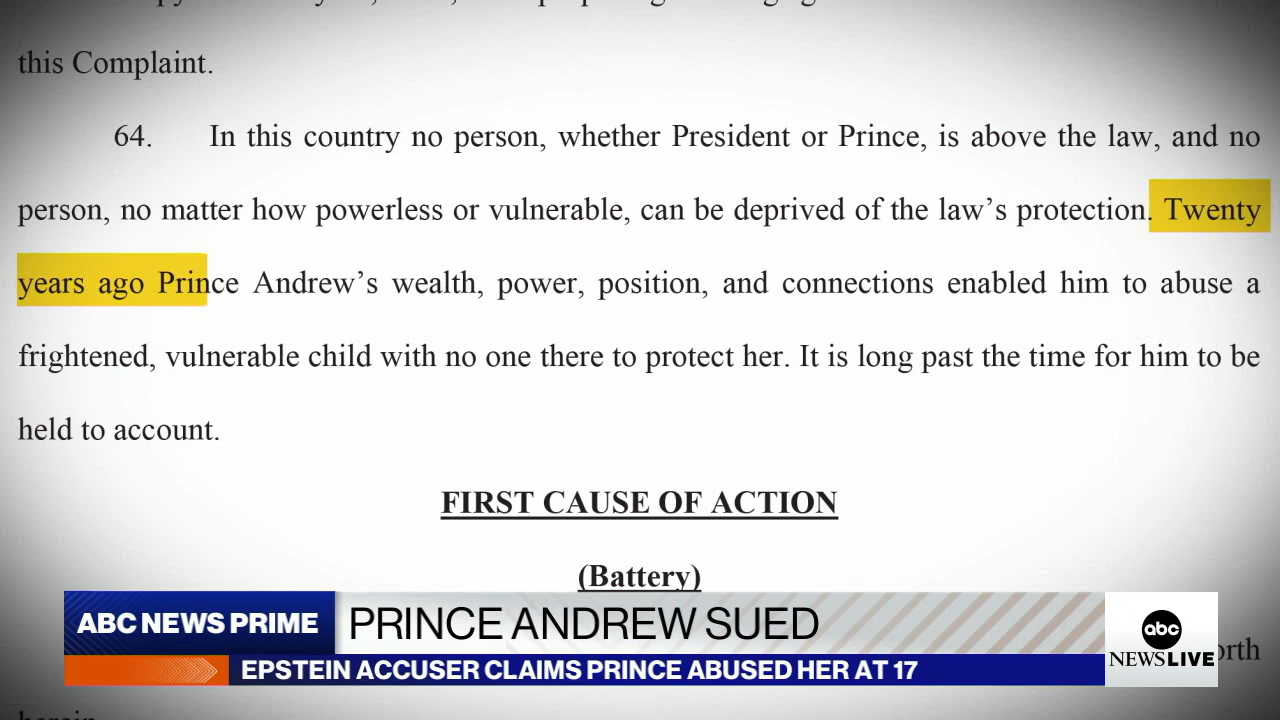 this Complaint.
64. In this country no person, whether President or Prince, is above the law, and no
person, no matter how powerless or vulnerable, can be deprived of the law’s protection. Twenty
years ago Prince Andrew’s wealth, power, position, and connections enabled him to abuse a
frightened, vulnerable child with no one there to protect her. It is long past the time for him to be
held to account.
FIRST CAUSE OF ACTION
(Battery)
ABC NEWS PRIME
PRINCE ANDREW SUED
EPSTEIN ACCUSER CLAIMS PRINCE ABUSED HER AT 17
abc
NEWS LIVE